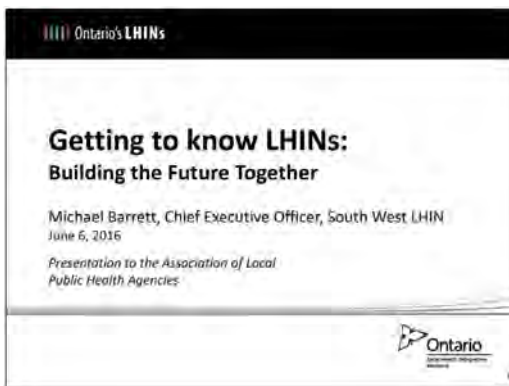 Ontario's LHINs
Getting to know LHINs:
Building the Future Together
Michael Barrett, Chief Executive Officer, South West LHIN
June 6, 2016
Presentation to the Association of Local
Public Health Agencies
Ontario